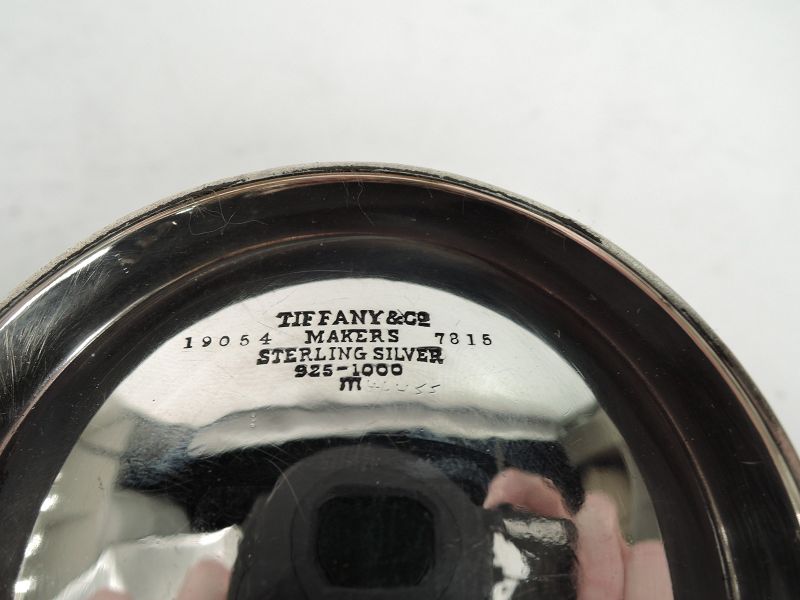 TIFFANY & Co
19054 MAKERS 7815
STERLING SILVER
925-1000
m